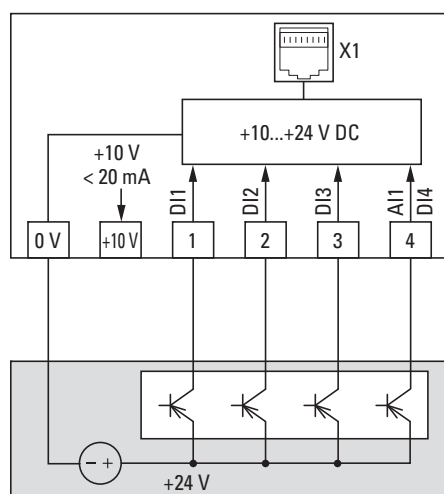 X1
+10...+24 V DC
+10 V
< 20 mA
DI1
DI2
DI3
AI1
DI4
0 V
+10 V
1
2
3
4
- +
+24 V